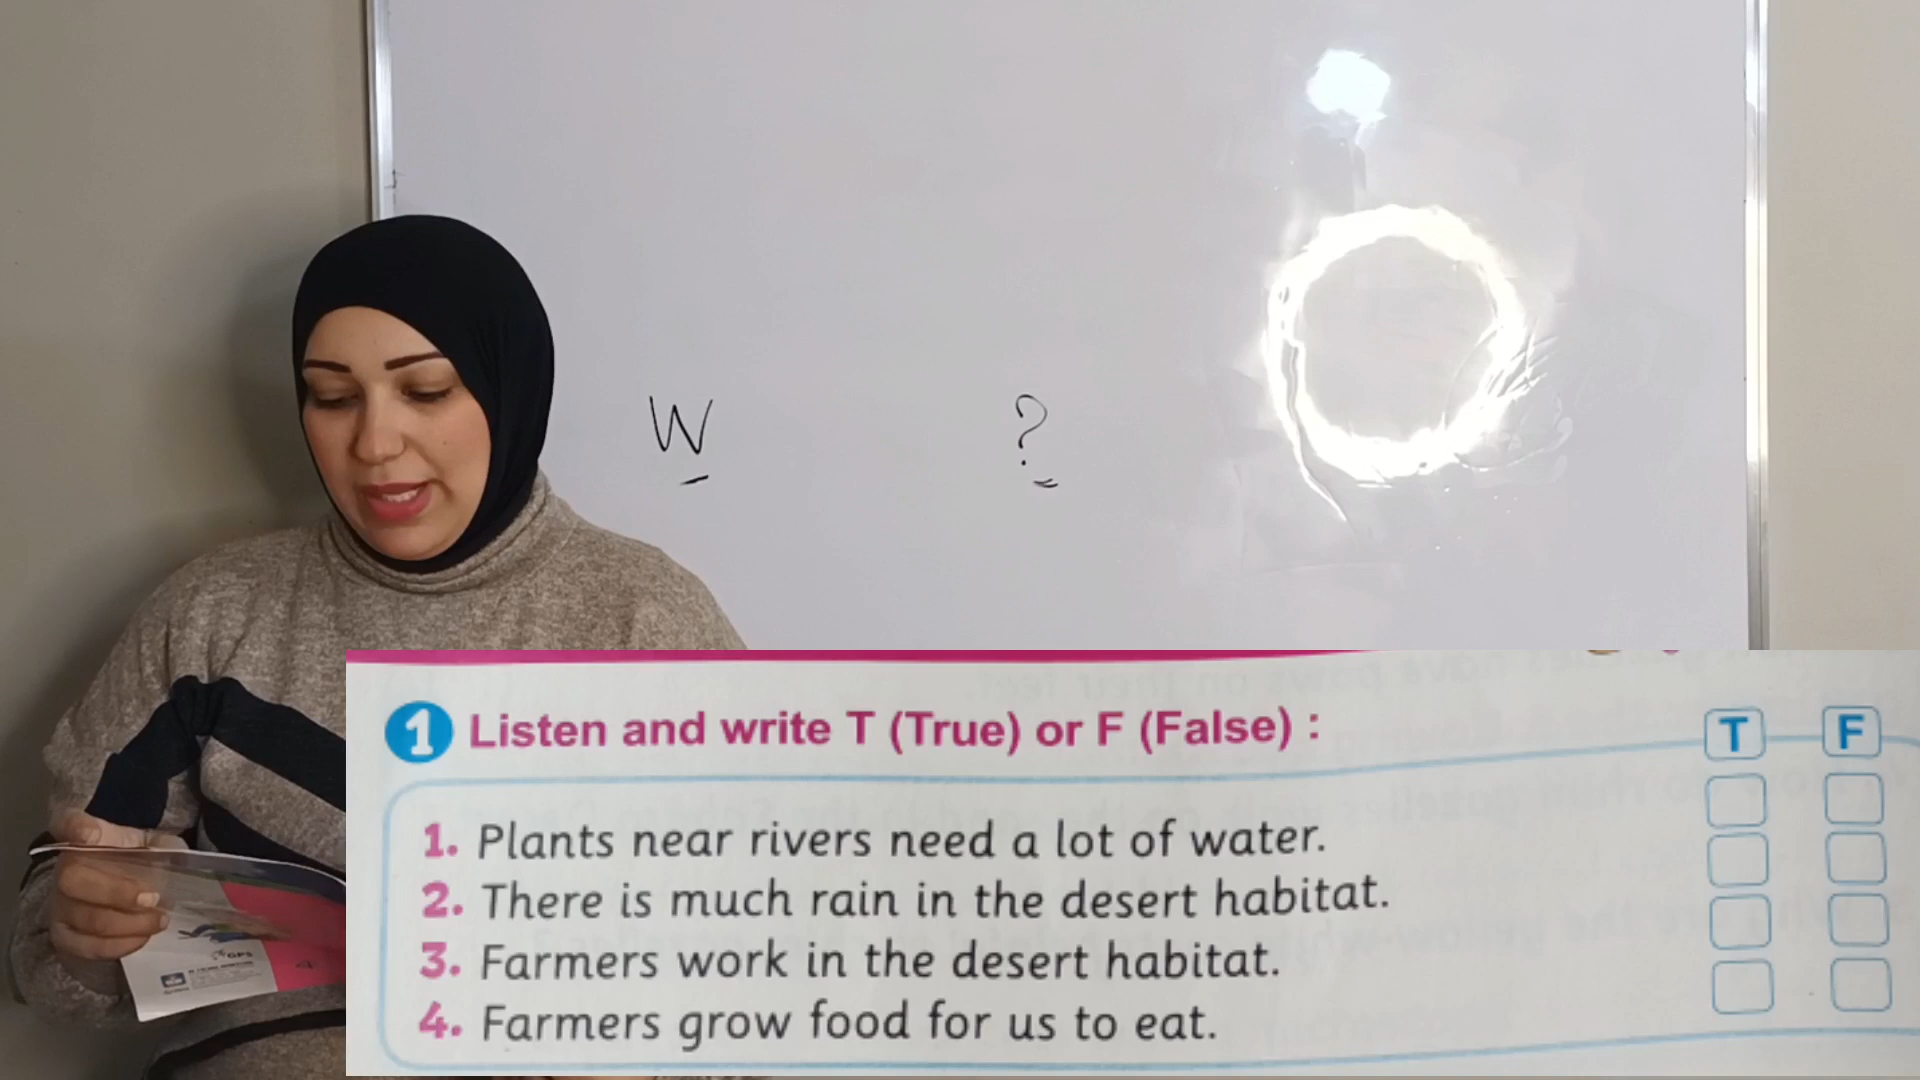 W ?
1 Listen and write T (True) or F (False) : T F
1. Plants near rivers need a lot of water.
2. There is much rain in the desert habitat.
3. Farmers work in the desert habitat.
4. Farmers grow food for us to eat.
GPS
4